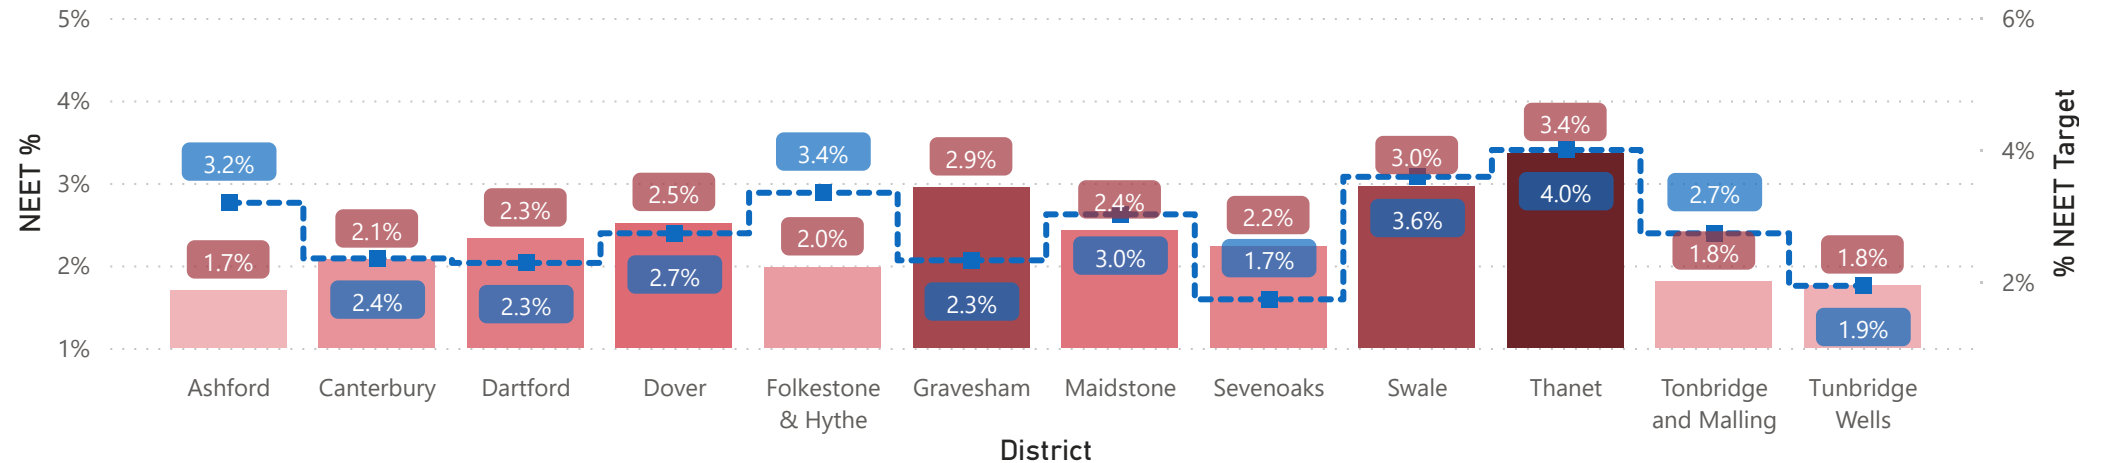 5%
6%
4%
3.2%
3.4%
2.9%
3.0%
3.4%
4%
2.1%
2.3%
2.5%
2.4%
2.2%
3.6%
4.0%
2.7%
3%
1.7%
2.0%
1.8%
1.8%
2%
2.4%
2.3%
2.7%
2.3%
3.0%
1.7%
1.9%
2%
1%
NEET %
% NEET Target
Ashford
Canterbury
Dartford
Dover
Folkestone
& Hythe
Gravesham
Maidstone
Sevenoaks
Swale
Thanet
Tonbridge
and Malling
Tunbridge
Wells
District